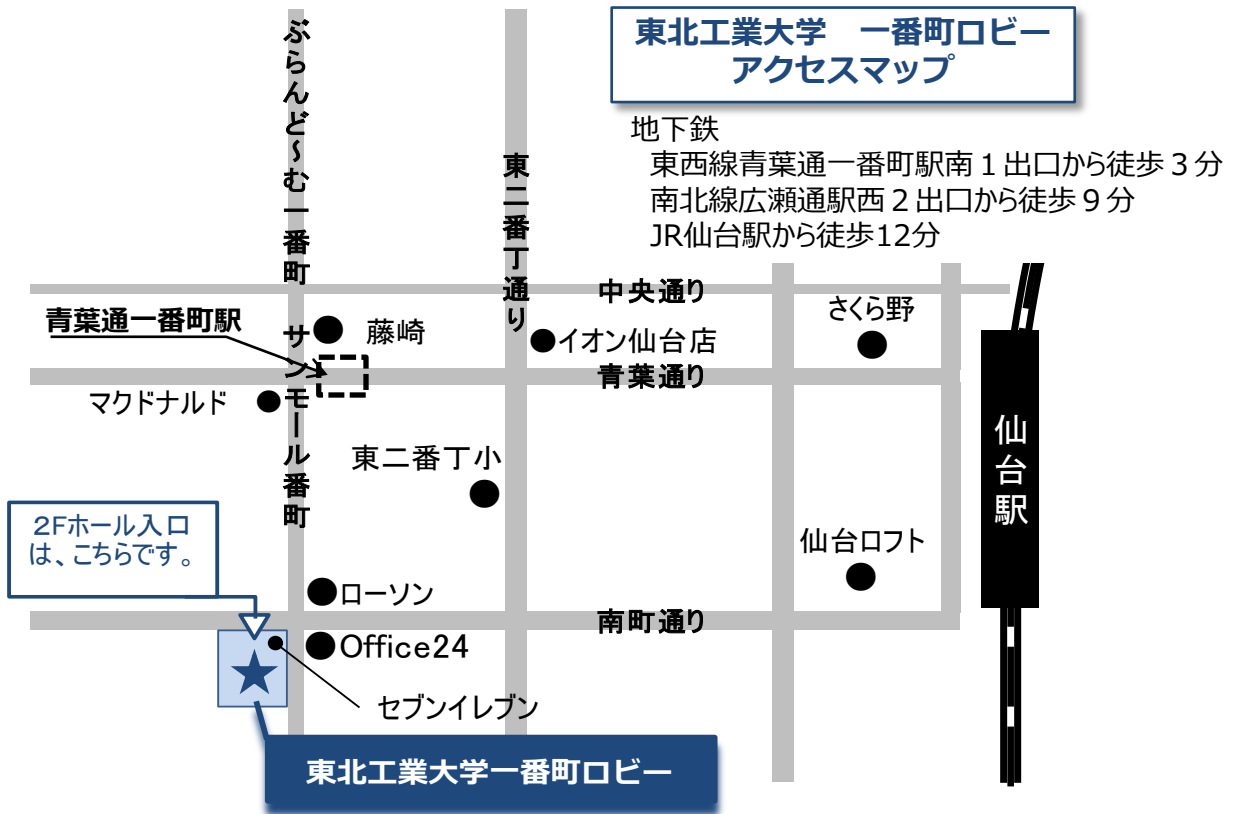 東北工業大学　一番町ロビー
アクセスマップ
地下鉄
東西線青葉通一番町駅南１出口から徒歩３分
南北線広瀬通駅西２出口から徒歩９分
JR仙台駅から徒歩12分
ぶらんど～む一番町
東二番丁通り
中央通り
青葉通一番町駅
サンモール一番町
藤崎
イオン仙台店
さくら野
青葉通り
マクドナルド
仙台駅
東二番丁小
2Fホール入口
は、こちらです。
仙台ロフト
ローソン
南町通り
Office24
セブンイレブン
東北工業大学一番町ロビー